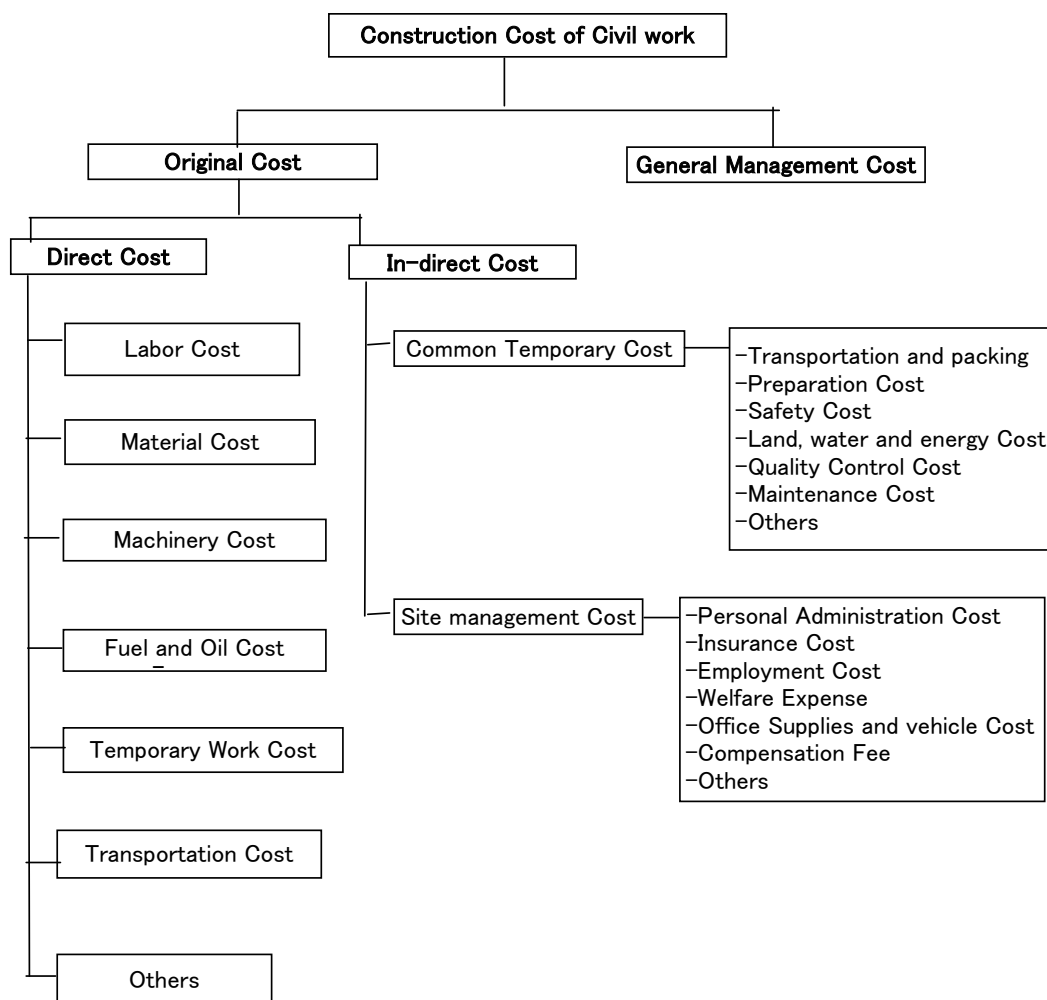 Construction Cost of Civil work
Original Cost
General Management Cost
Direct Cost
In-direct Cost
Labor Cost
Material Cost
Machinery Cost
Fuel and Oil Cost
Temporary Work Cost
Transportation Cost
Others
Common Temporary Cost
-Transportation and packing
-Preparation Cost
-Safety Cost
-Land, water and energy Cost
-Quality Control Cost
-Maintenance Cost
-Others
Site management Cost
-Personal Administration Cost
-Insurance Cost
-Employment Cost
-Welfare Expense
-Office Supplies and vehicle Cost
-Compensation Fee
-Others